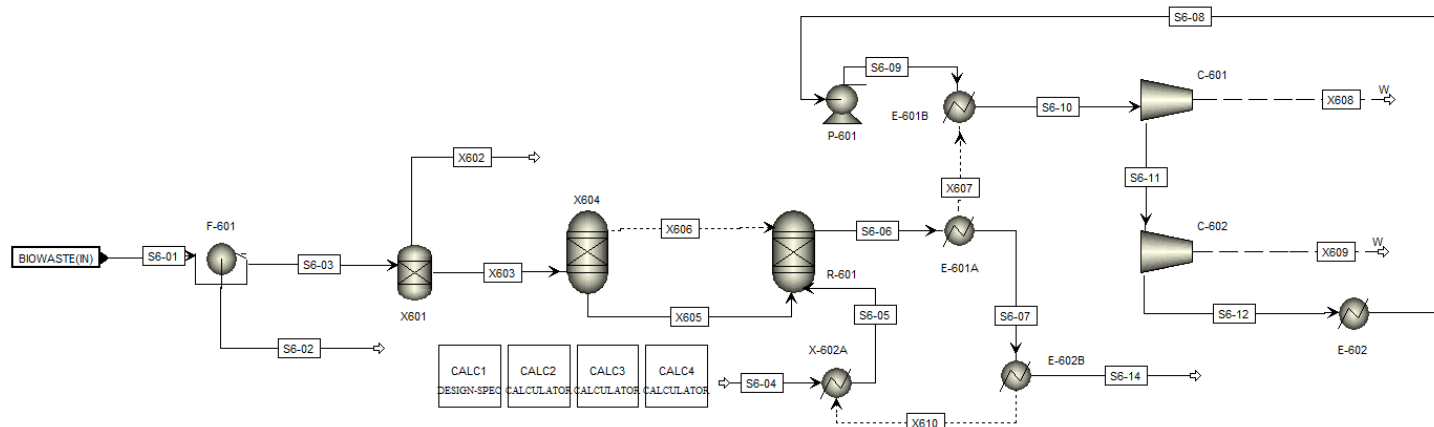 S6-08
C-601
S6-09
W
X608
E-601B
S6-10
P-601
S6-11
X602
X607
X604
C-602
F-601
X606
S6-06
W
X609
BIOWASTE(IN)
S6-01
S6-03
X603
R-601
E-601A
X601
X605
S6-05
S6-07
S6-12
S6-02
E-602
CALC1
DESIGN-SPEC
CALC2
CALCULATOR
CALC3
CALCULATOR
CALC4
CALCULATOR
X-602A
E-602B
S6-04
S6-14
X610